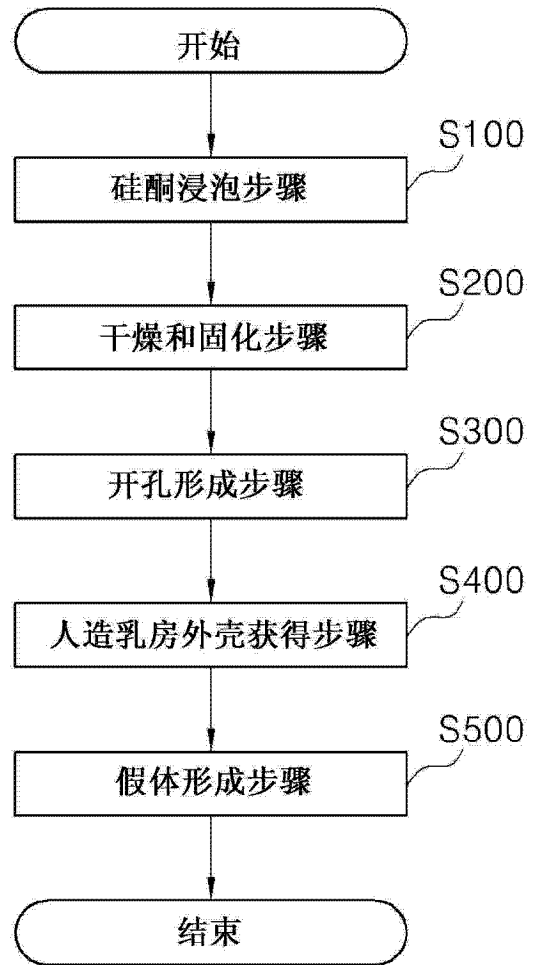 开始
S100
硅酮浸泡步骤
S200
干燥和固化步骤
S300
开孔形成步骤
S400
人造乳房外壳获得步骤
S500
假体形成步骤
结束